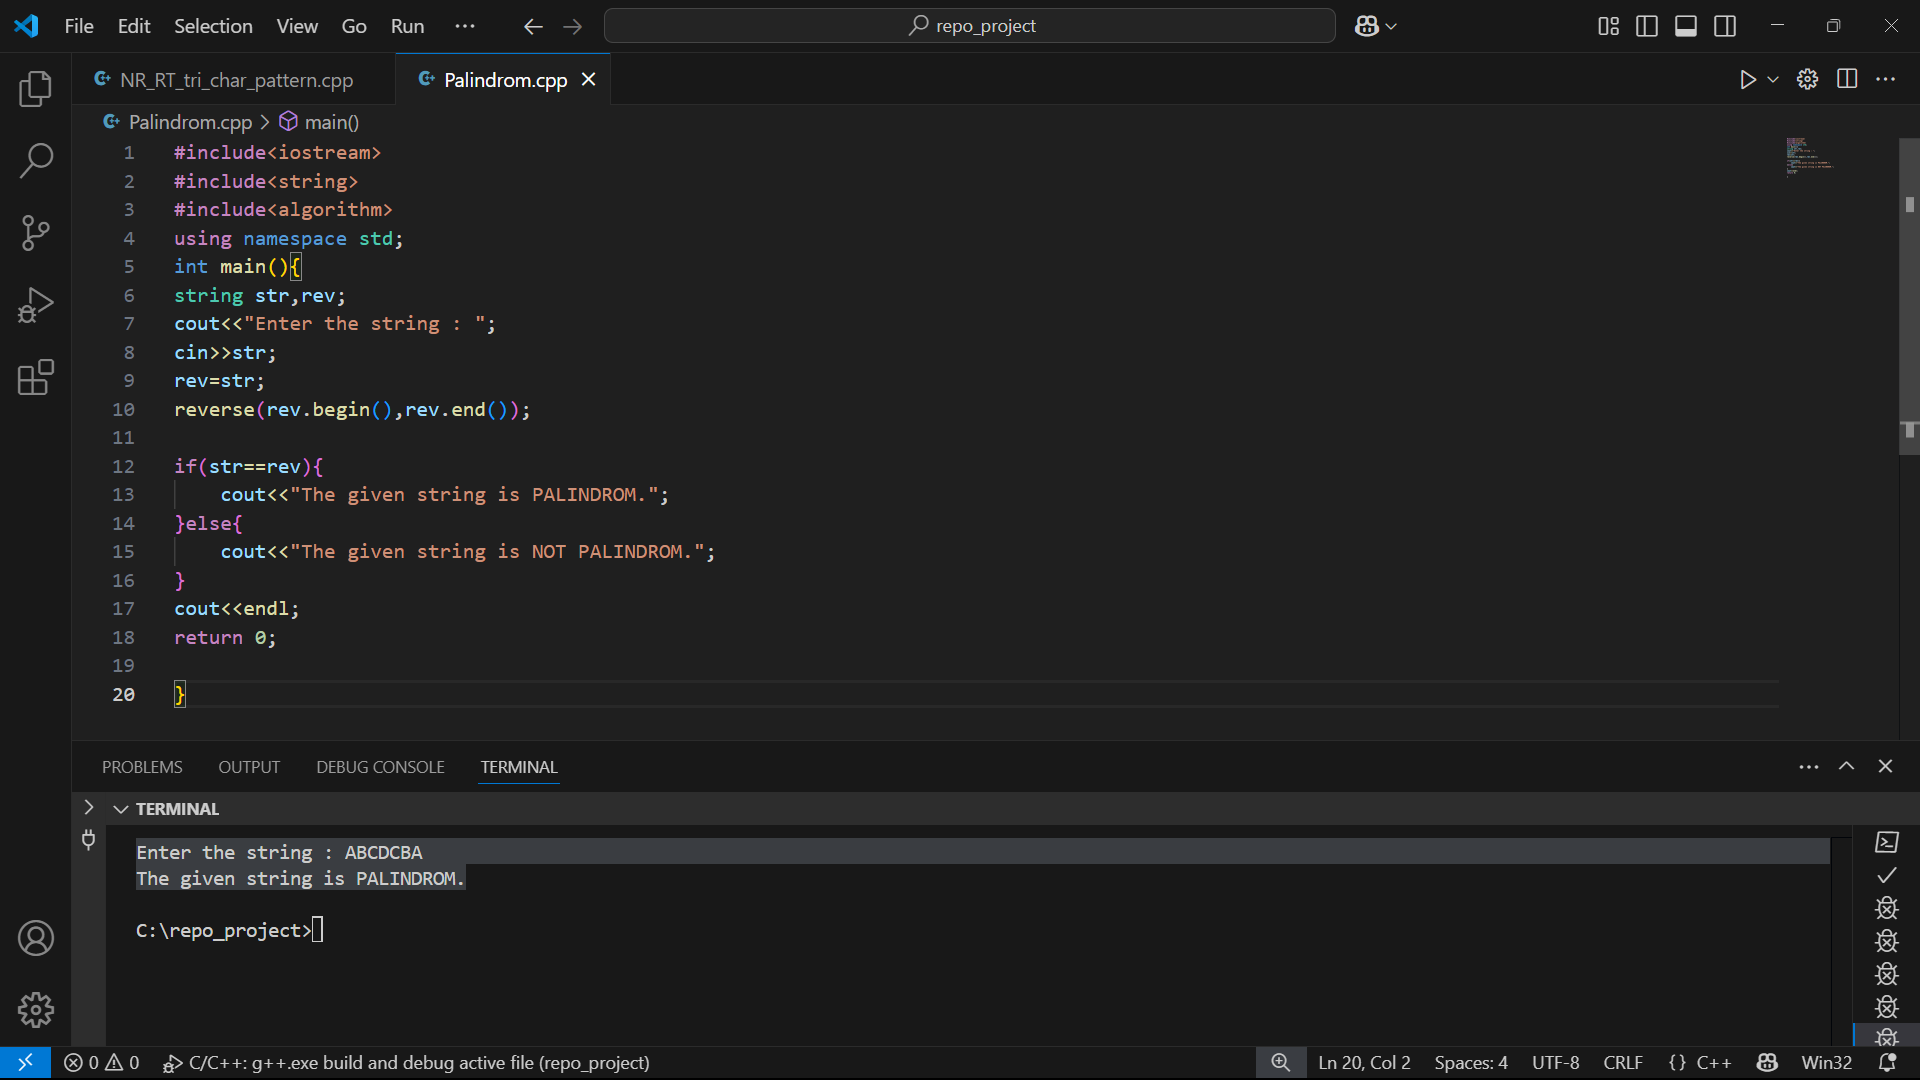 File Edit Selection View Go Run ··· repo_project
NR_RT_tri_char_pattern.cpp Palindrom.cpp
Palindrom.cpp > main()
1 #include<iostream>
2 #include<string>
3 #include<algorithm>
4 using namespace std;
5 int main(){
6 string str,rev;
7 cout<<"Enter the string : ";
8 cin>>str;
9 rev=str;
10 reverse(rev.begin(),rev.end());
11
12 if(str==rev){
13 cout<<"The given string is PALINDROM.";
14 }else{
15 cout<<"The given string is NOT PALINDROM.";
16 }
17 cout<<endl;
18 return 0;
19
20 }
PROBLEMS OUTPUT DEBUG CONSOLE TERMINAL
TERMINAL
Enter the string : ABCDCBA
The given string is PALINDROM.
C:\repo_project>
0 0 C/C++: g++.exe build and debug active file (repo_project) Ln 20, Col 2 Spaces: 4 UTF-8 CRLF {} C++ Win32